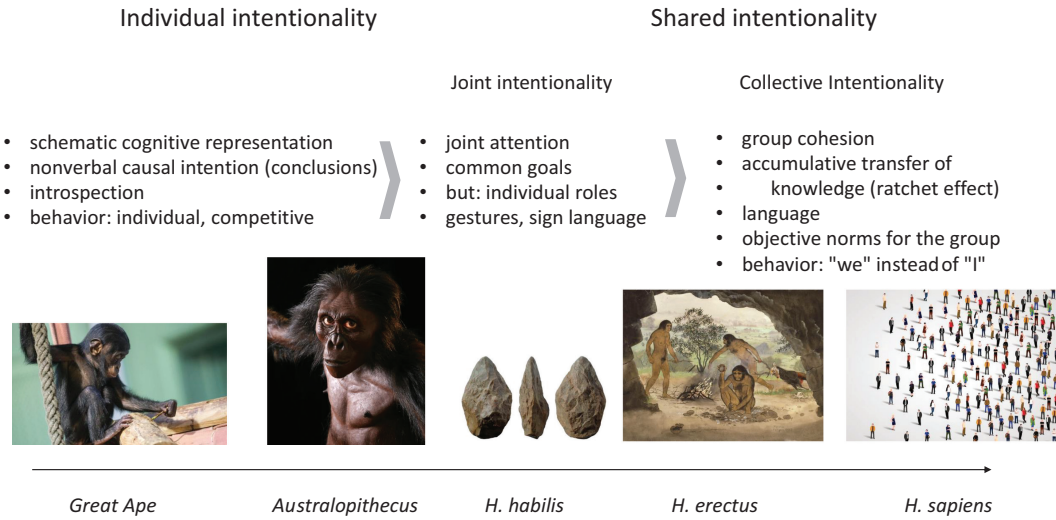 Individual intentionality
Shared intentionality
Joint intentionality
Collective Intentionality
• schematic cognitive representation
• nonverbal causal intention (conclusions)
• introspection
• behavior: individual, competitive
• joint attention
• common goals
• but: individual roles
• gestures, sign language
• group cohesion
• accumulative transfer of
• knowledge (ratchet effect)
• language
• objective norms for the group
• behavior: "we" instead of "I"
Great Ape
Australopithecus
H. habilis
H. erectus
H. sapiens